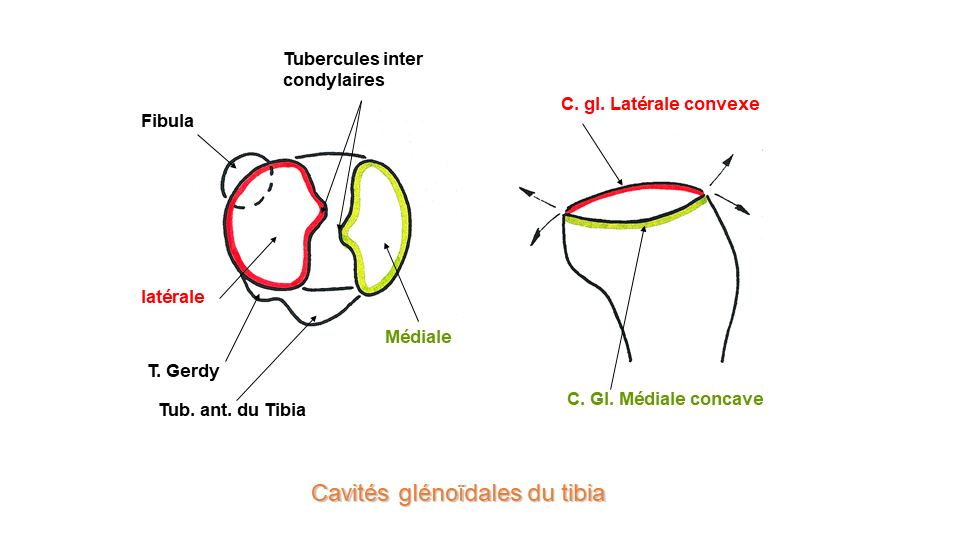 Tubercules inter
condylaires
C. gl. Latérale convexe
Fibula
latérale
Médiale
T. Gerdy
C. Gl. Médiale concave
Tub. ant. du Tibia
Cavités glénoïdales du tibia